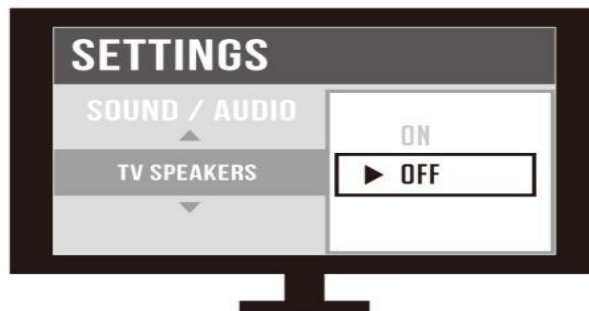 SETTINGS
SOUND / AUDIO
ON
TV SPEAKERS
OFF